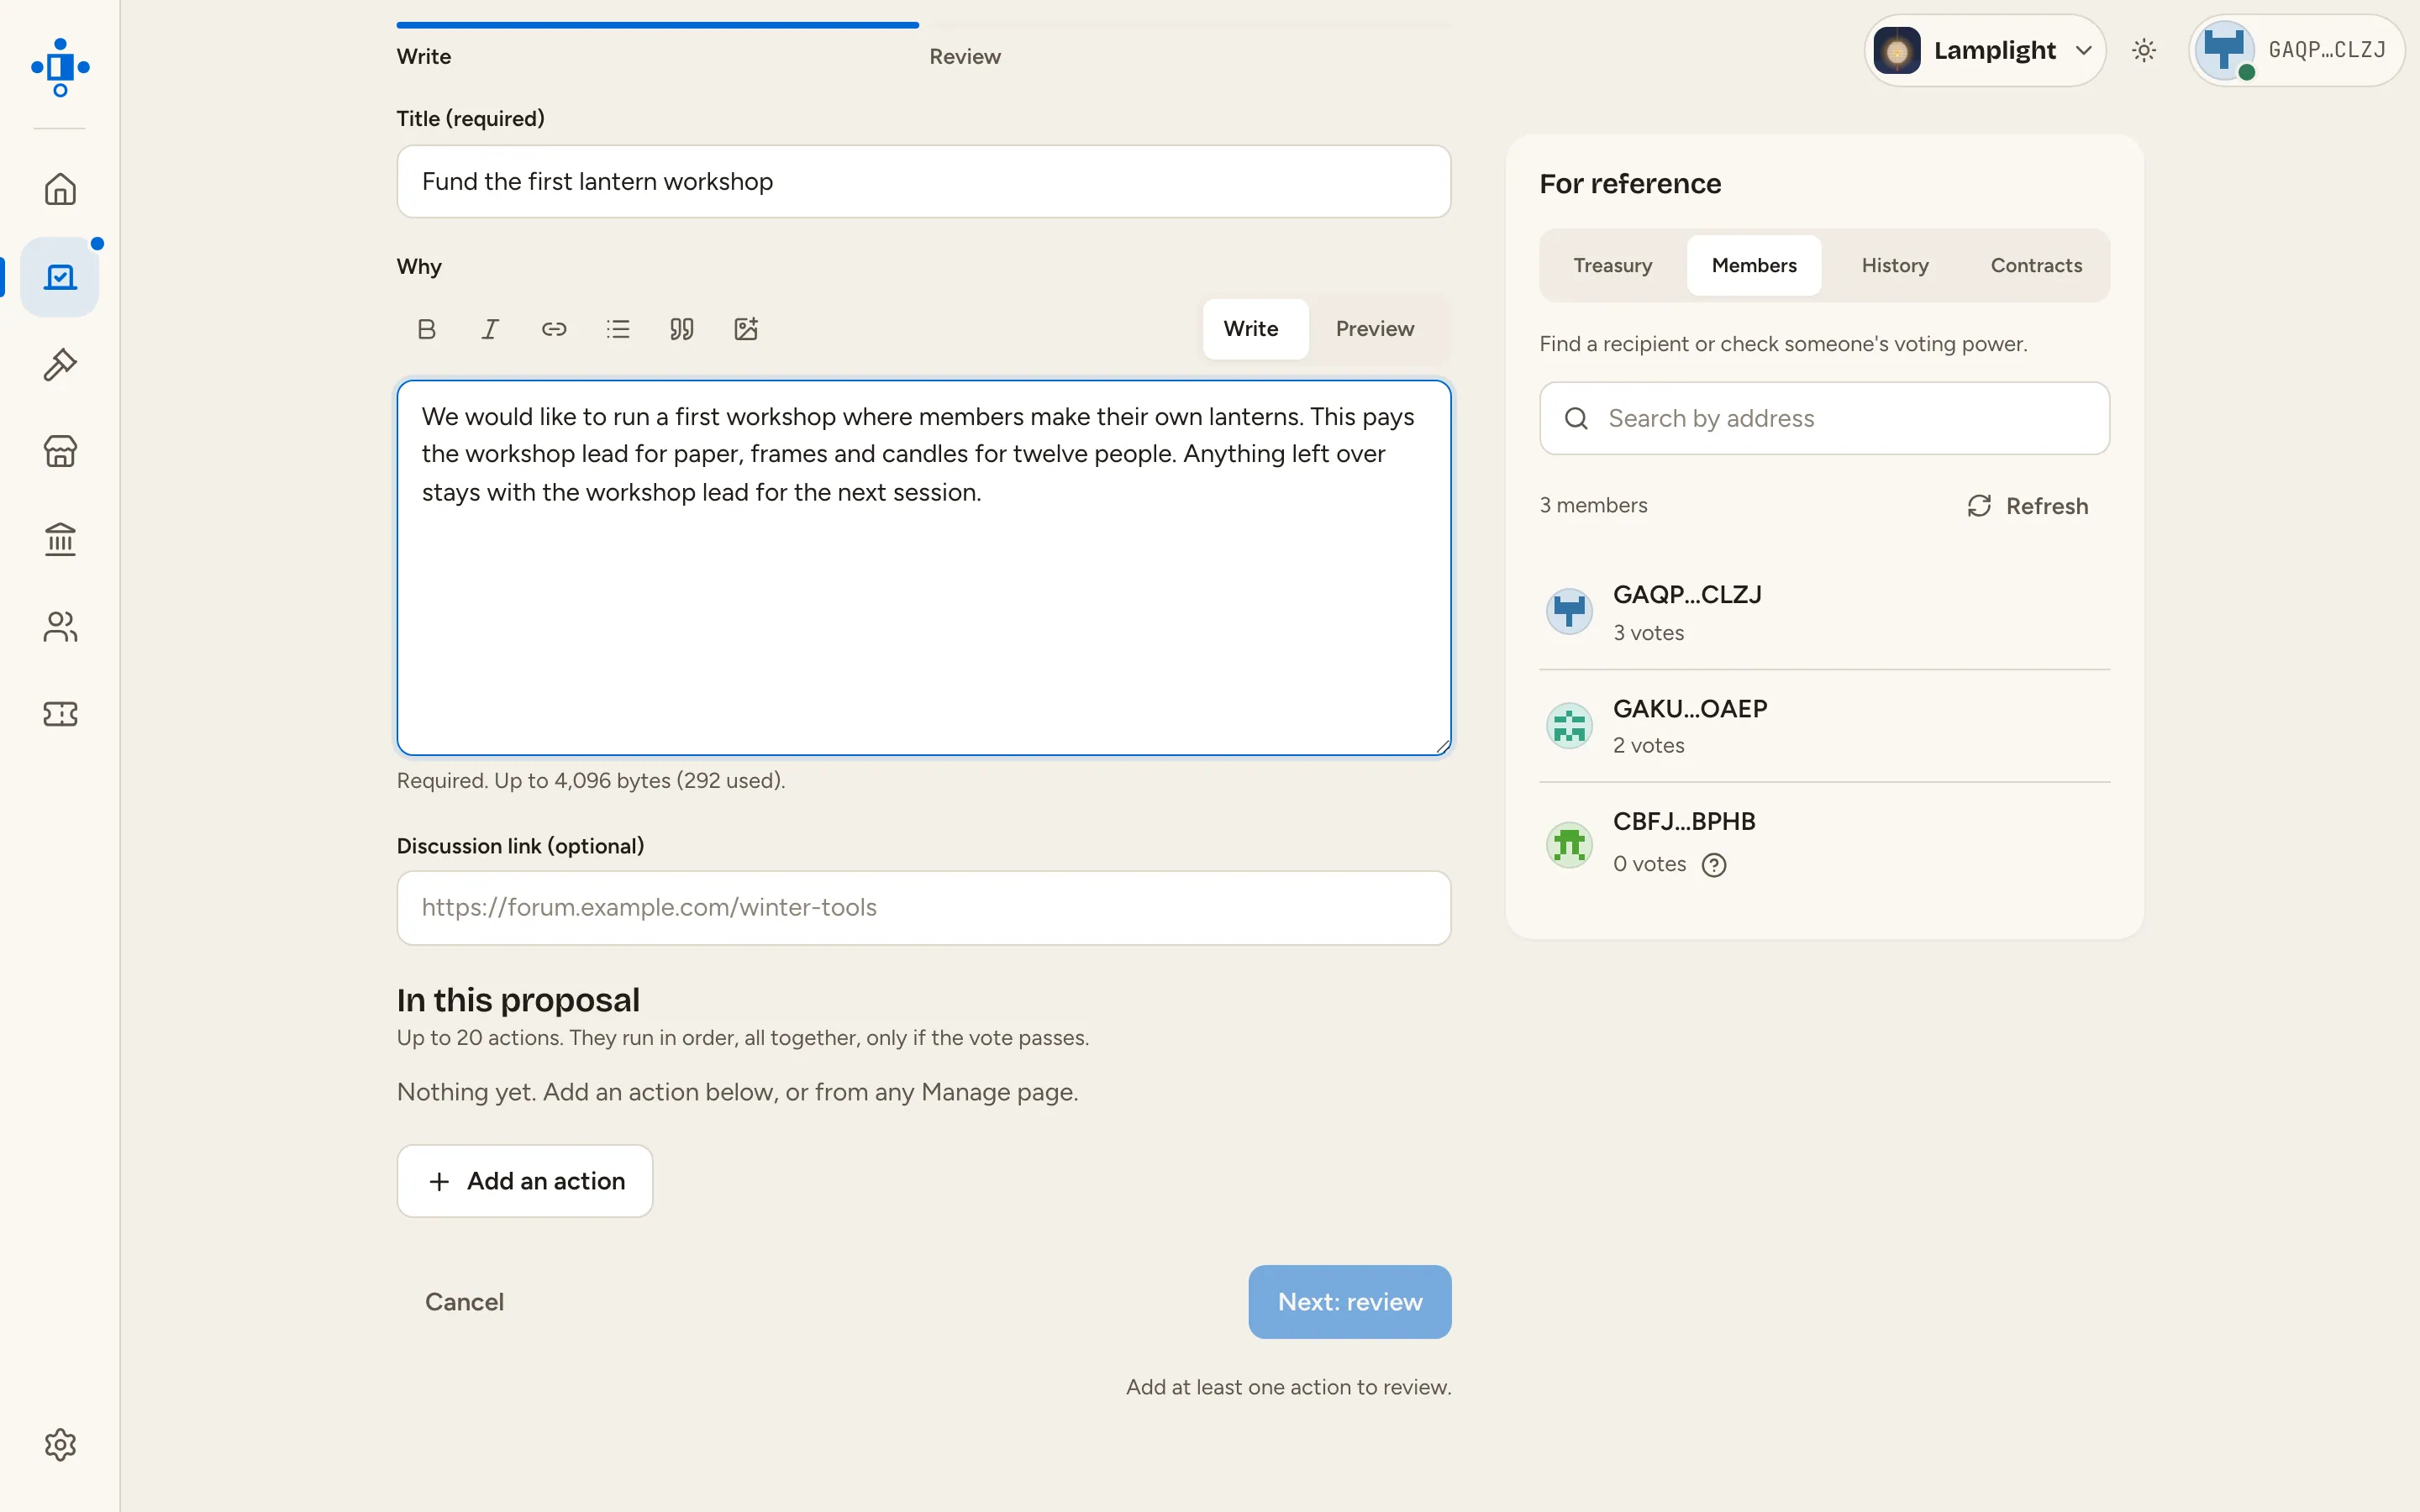 Write
Review
Lamplight
GAQP...CLZJ
Title (required)
Fund the first lantern workshop
Why
Write
Preview
We would like to run a first workshop where members make their own lanterns. This pays
the workshop lead for paper, frames and candles for twelve people. Anything left over
stays with the workshop lead for the next session.
Required. Up to 4,096 bytes (292 used).
Discussion link (optional)
https://forum.example.com/winter-tools
In this proposal
Up to 20 actions. They run in order, all together, only if the vote passes.
Nothing yet. Add an action below, or from any Manage page.
Add an action
Cancel
Next: review
Add at least one action to review.
For reference
Treasury
Members
History
Contracts
Find a recipient or check someone's voting power.
Search by address
3 members
Refresh
GAQP...CLZJ
3 votes
GAKU...OAEP
2 votes
CBFJ...BPHB
0 votes